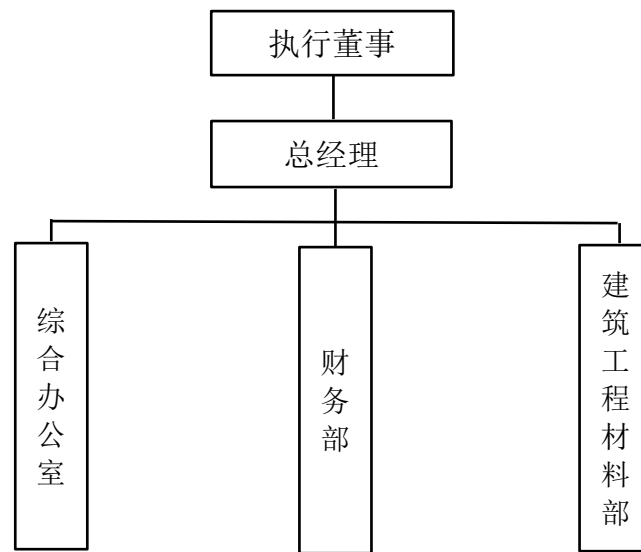 执行董事
总经理
综合办公室
财务部
建筑工程材料部